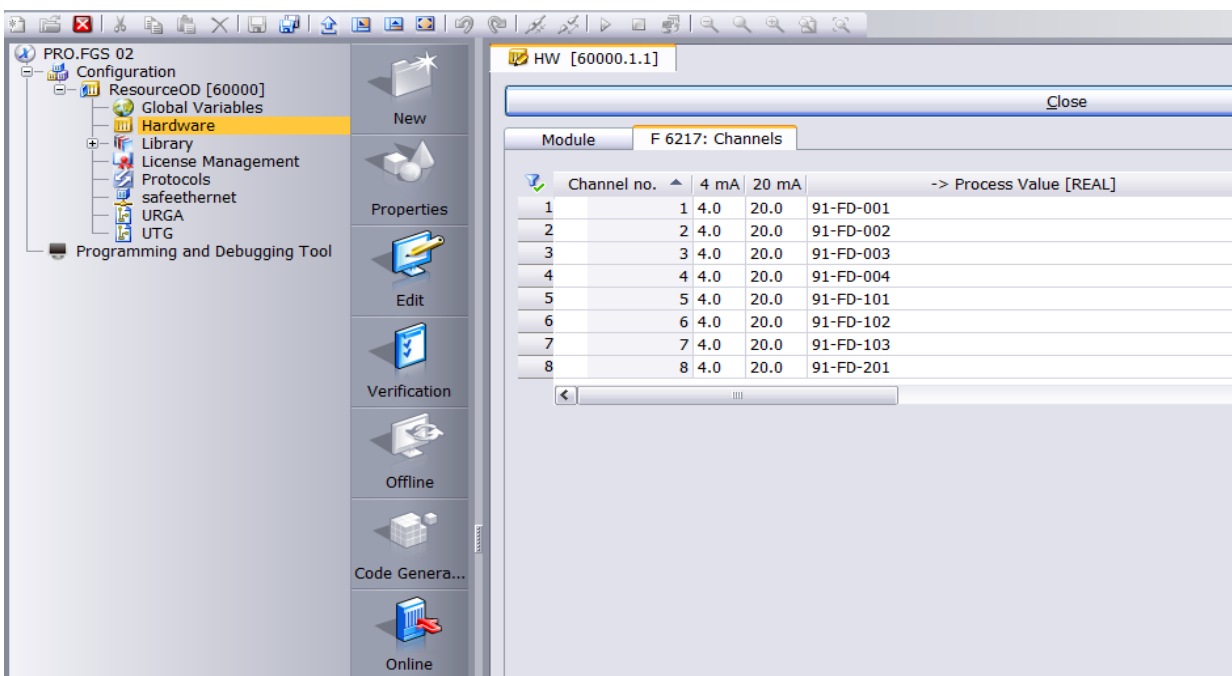 PRO.FGS 02
Configuration
ResourceOD [60000]
Global Variables
Hardware
Library
License Management
Protocols
safeethernet
URGA
UTG
Programming and Debugging Tool
New
Properties
Edit
Verification
Offline
Code Genera...
Online
HW [60000.1.1]
Close
Module F 6217: Channels
Channel no. 4 mA 20 mA -> Process Value [REAL]
1 1 4.0 20.0 91-FD-001
2 2 4.0 20.0 91-FD-002
3 3 4.0 20.0 91-FD-003
4 4 4.0 20.0 91-FD-004
5 5 4.0 20.0 91-FD-101
6 6 4.0 20.0 91-FD-102
7 7 4.0 20.0 91-FD-103
8 8 4.0 20.0 91-FD-201